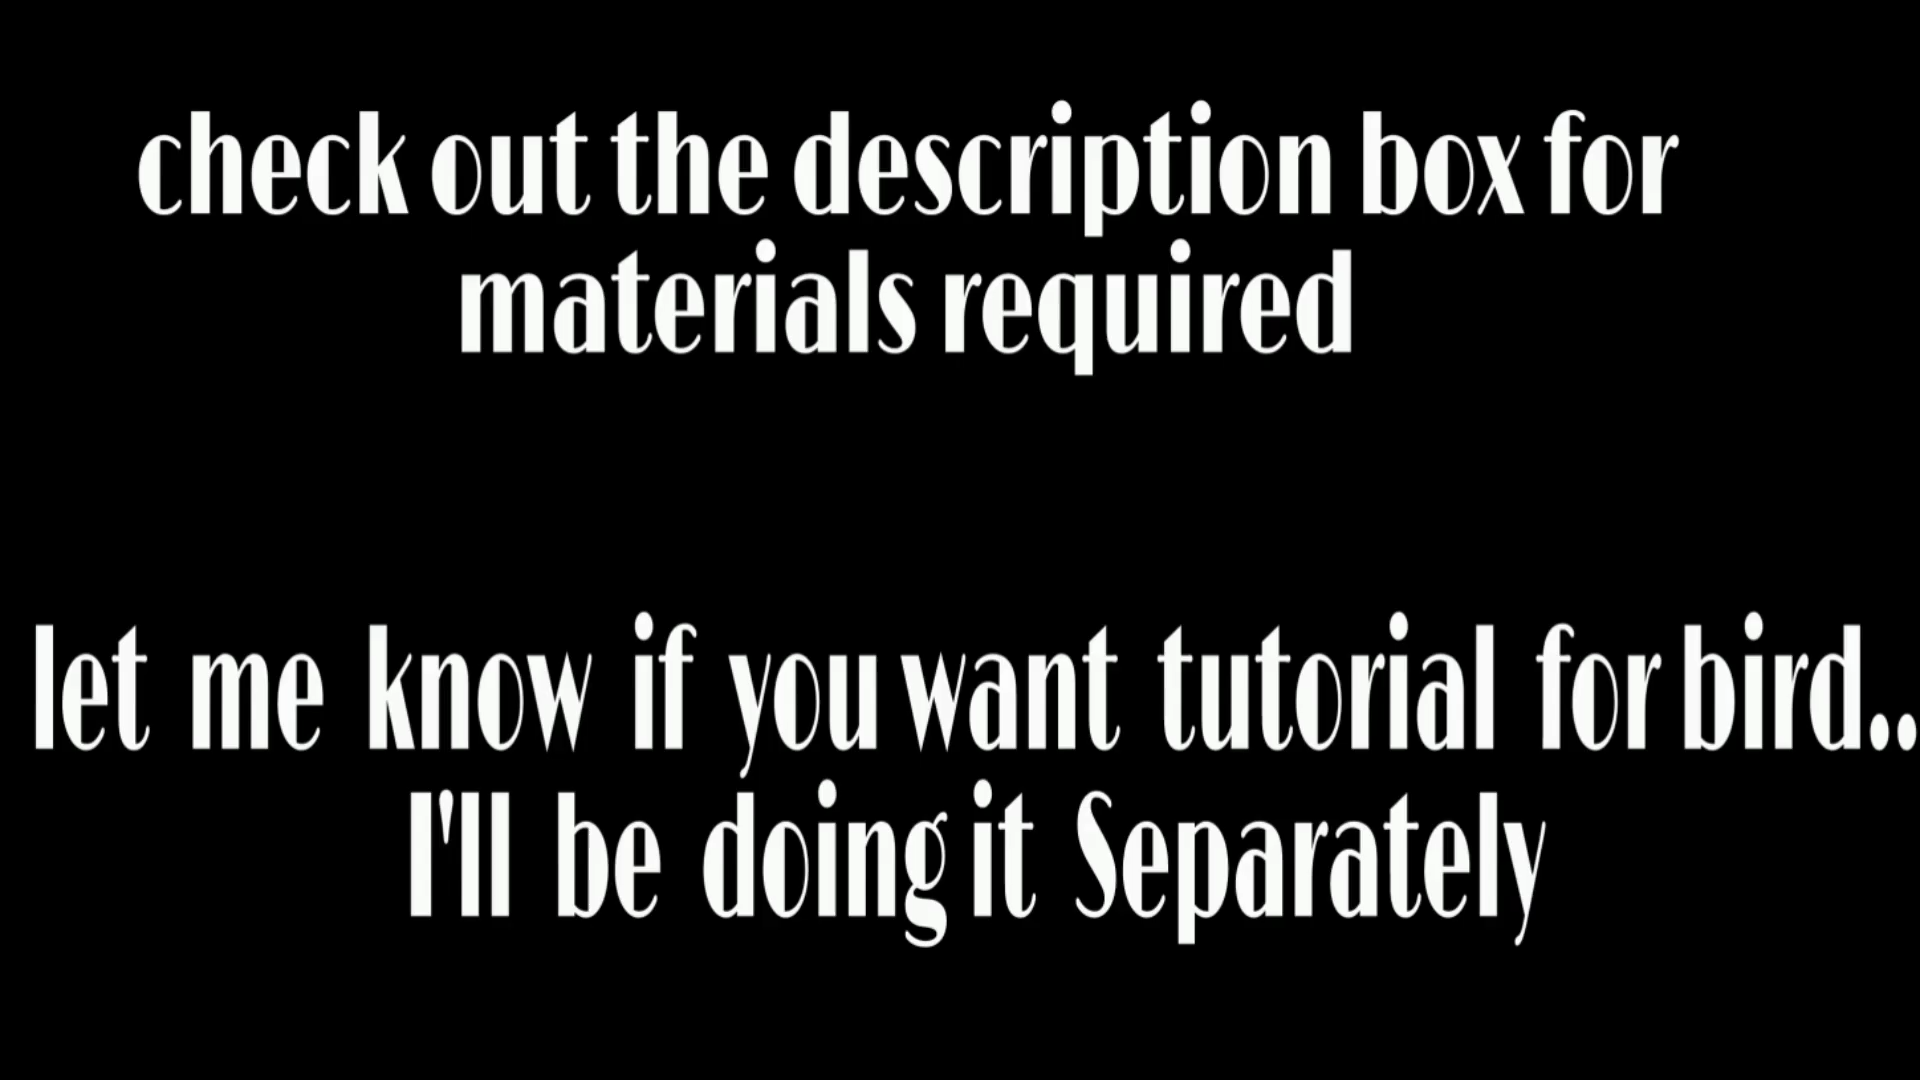 check out the description box for
materials required
let me know if you want tutorial for bird..
I'll be doing it Separately